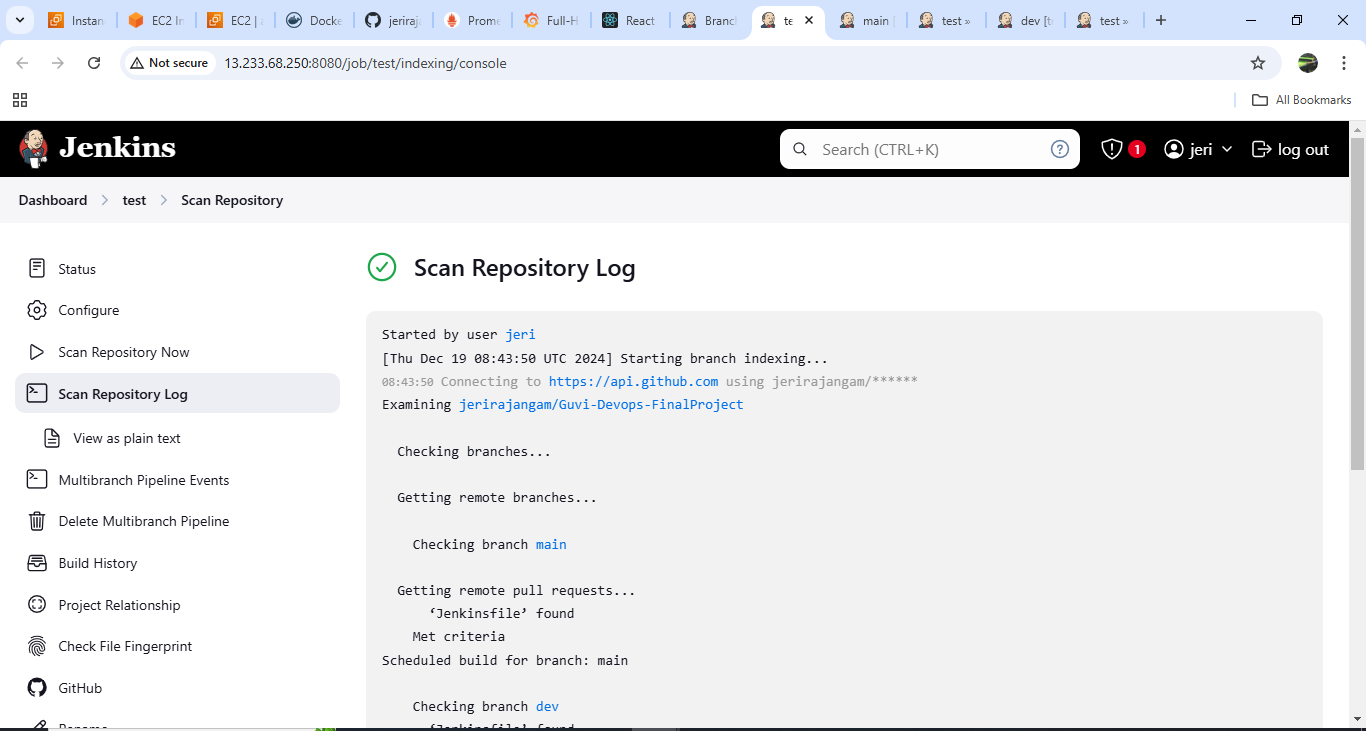 Instan
EC2 In
EC2 | a
Docke
jeriraja
Prome
Full-H
React
Branch
te
main [
test »
dev [te
test »
Not secure
13.233.68.250:8080/job/test/indexing/console
All Bookmarks
Jenkins
Search (CTRL+K)
?
1
jeri
log out
Dashboard
test
Scan Repository
Status
Configure
Scan Repository Now
Scan Repository Log
View as plain text
Multibranch Pipeline Events
Delete Multibranch Pipeline
Build History
Project Relationship
Check File Fingerprint
GitHub
Rename
Scan Repository Log
Started by user jeri
[Thu Dec 19 08:43:50 UTC 2024] Starting branch indexing...
08:43:50 Connecting to https://api.github.com using jerirajangam/******
Examining jerirajangam/Guvi-Devops-FinalProject
Checking branches...
Getting remote branches...
Checking branch main
Getting remote pull requests...
‘Jenkinsfile’ found
Met criteria
Scheduled build for branch: main
Checking branch dev
‘Jenkinsfile’ found